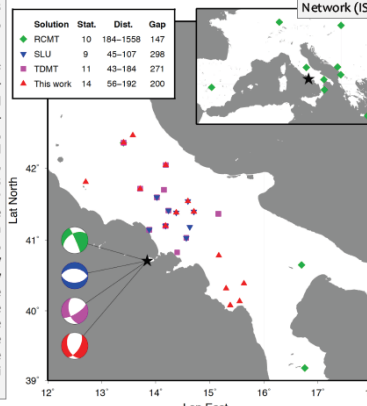 Network (IS
Solution Stat. Dist. Gap
RCMT 10 184–1558 147
SLU 9 45–107 298
TDMT 11 43–184 271
This work 14 56–192 200
Lat North
42˚
41˚
40˚
39˚
12˚ 13˚ 14˚ 15˚ 16˚ 17˚
Lon East